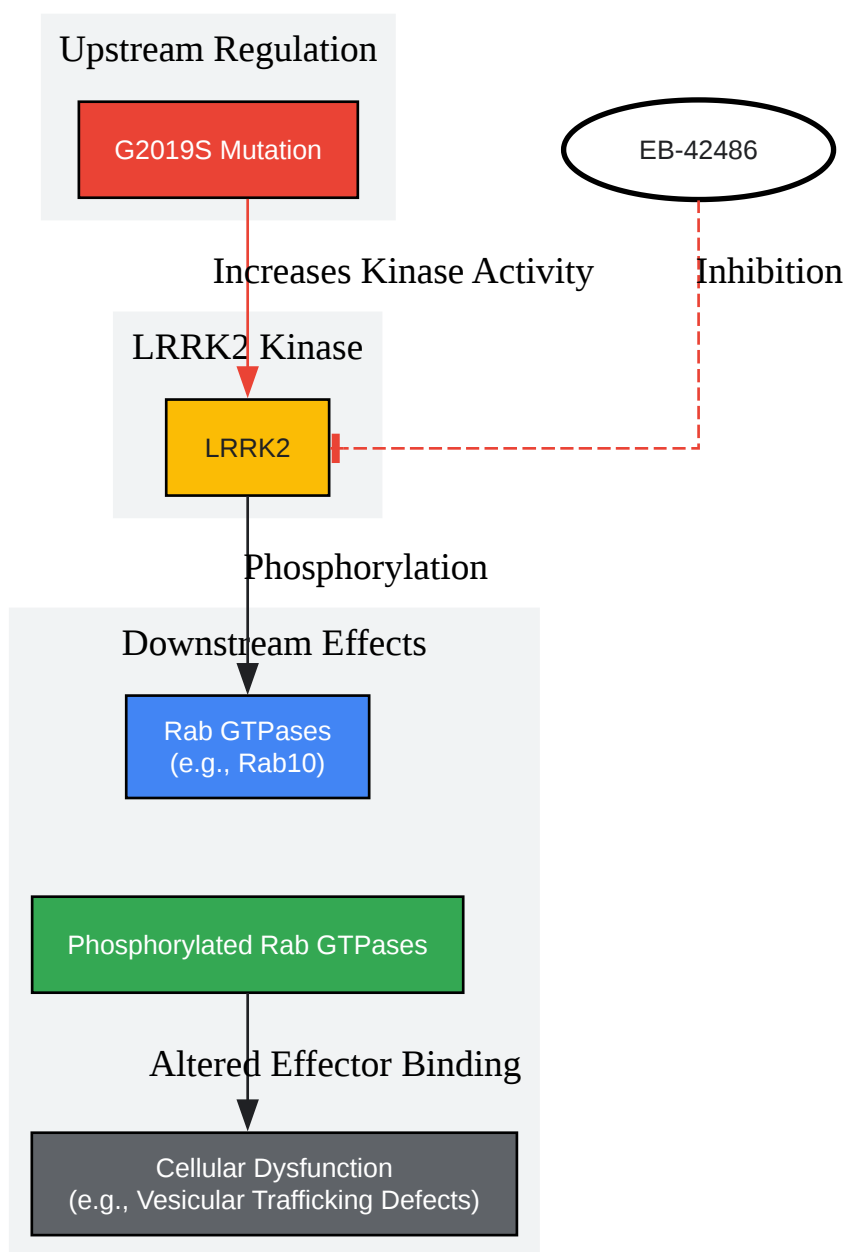 Upstream Regulation
G2019S Mutation
EB-42486
Increases Kinase Activity
Inhibition
LRRK2 Kinase
LRRK2
Phosphorylation
Downstream Effects
Rab GTPases
(e.g., Rab10)
Phosphorylated Rab GTPases
Altered Effector Binding
Cellular Dysfunction
(e.g., Vesicular Trafficking Defects)